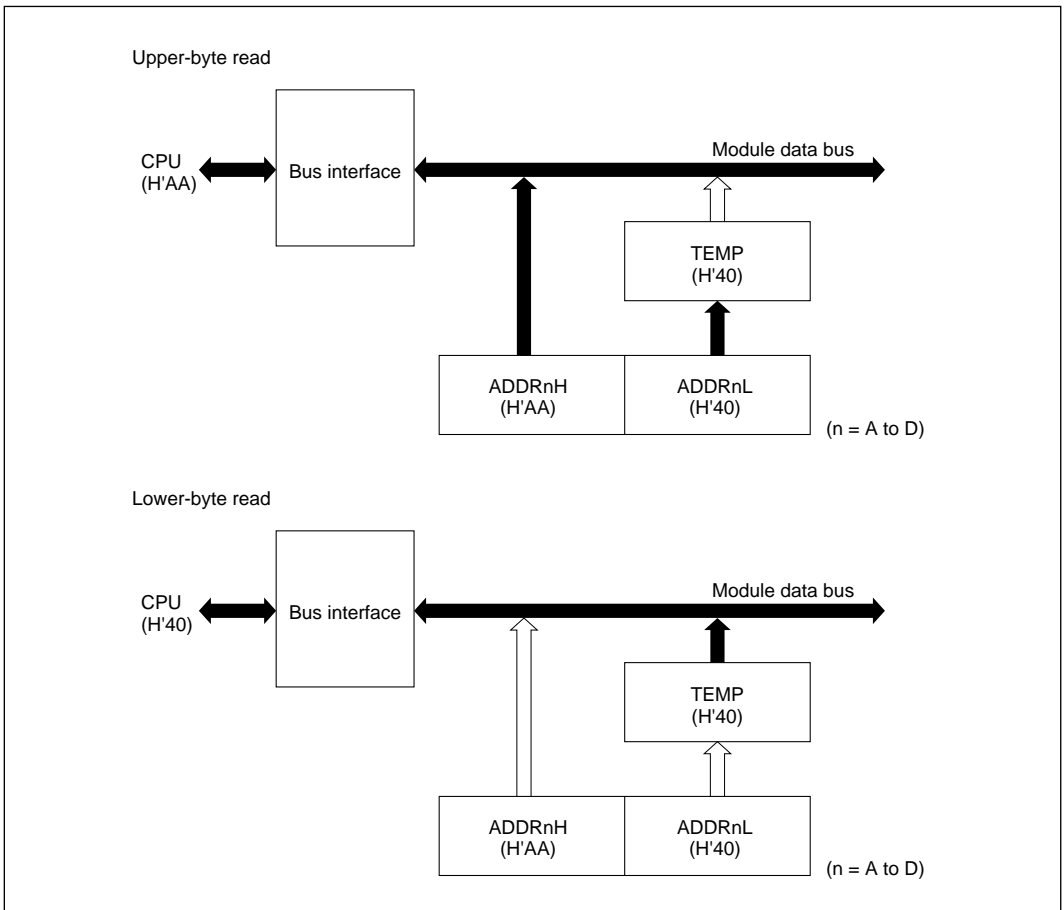 Upper-byte read
CPU
(H'AA)
Bus interface
Module data bus
TEMP
(H'40)
ADDRnH
(H'AA)
ADDRnL
(H'40)
(n = A to D)
Lower-byte read
CPU
(H'40)
Bus interface
Module data bus
TEMP
(H'40)
ADDRnH
(H'AA)
ADDRnL
(H'40)
(n = A to D)